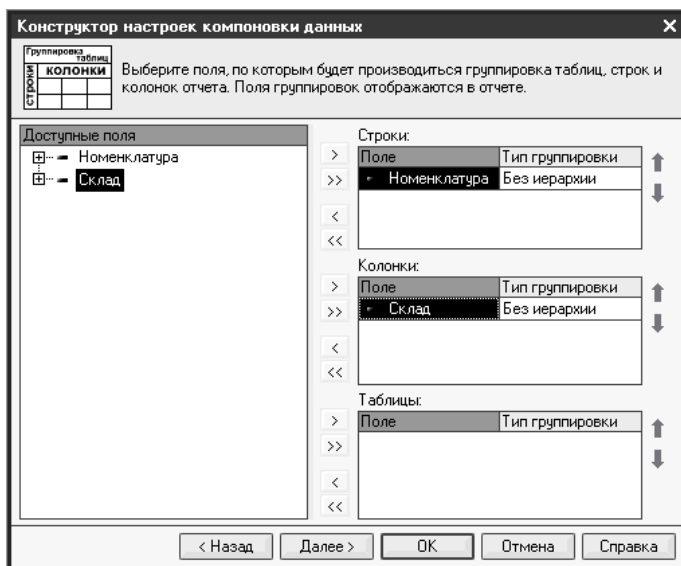 Конструктор настроек компоновки данных
Группировка
таблиц
строки
КОЛОНКИ
Выберите поля, по которым будет производиться группировка таблиц, строк и
колонок отчета. Поля группировок отображаются в отчете.
Доступные поля
Номенклатура
Склад
Строки:
Поле Тип группировки
Номенклатура Без иерархии
>
>>
<
<<
Колонки:
Поле Тип группировки
Склад Без иерархии
>
>>
<
<<
Таблицы:
Поле Тип группировки
>
>>
<
<<
< Назад Далее > OK Отмена Справка